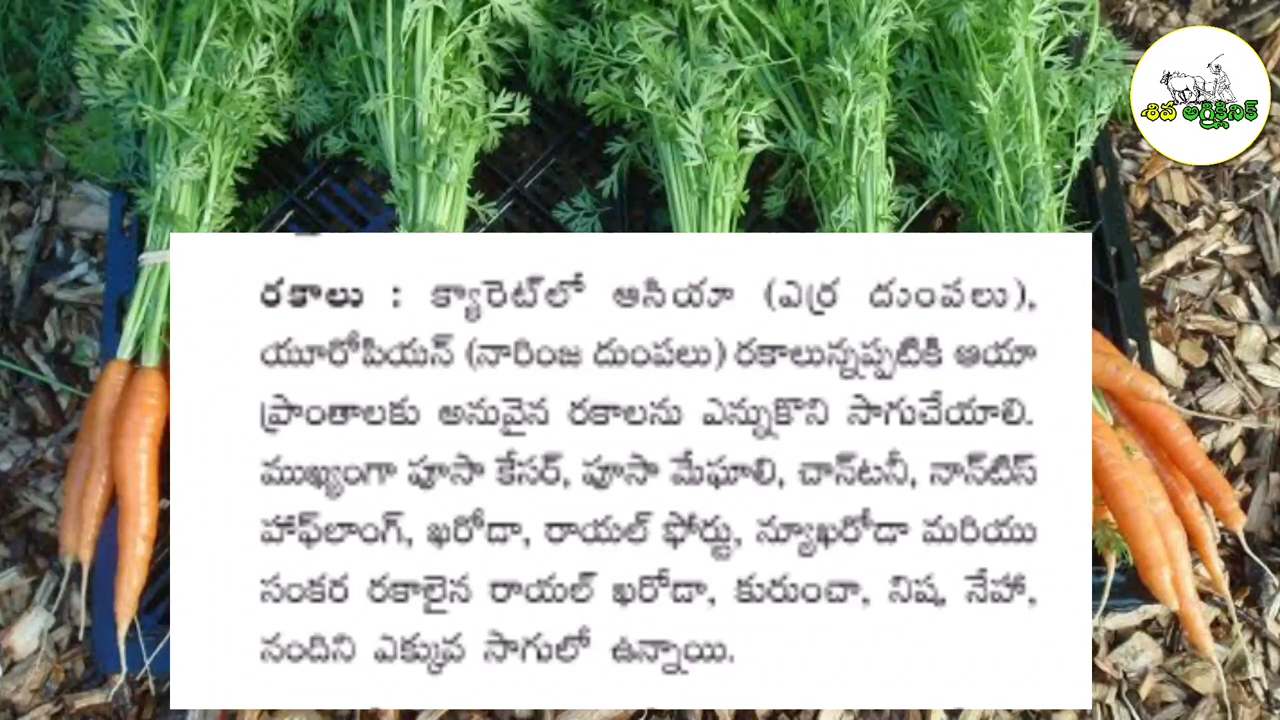 శివ అగ్రిక్లినిక్
రకాలు : క్యారెట్‌లో ఆసియా (ఎర్ర దుంపలు),
యూరోపియన్ (నారింజ దుంపలు) రకాలున్నప్పటికి ఆయా
ప్రాంతాలకు అనువైన రకాలను ఎన్నుకొని సాగుచేయాలి.
ముఖ్యంగా పూసా కేసర్, పూసా మేఘాలి, చాన్‌టనీ, నాన్‌టిస్
హాఫ్‌లాంగ్, ఖరోదా, రాయల్ ఫోర్టు, న్యూఖరోడా మరియు
సంకర రకాలైన రాయల్ ఖరోడా, కురుంచా, నిష, నేహా,
నందిని ఎక్కువ సాగులో ఉన్నాయి.